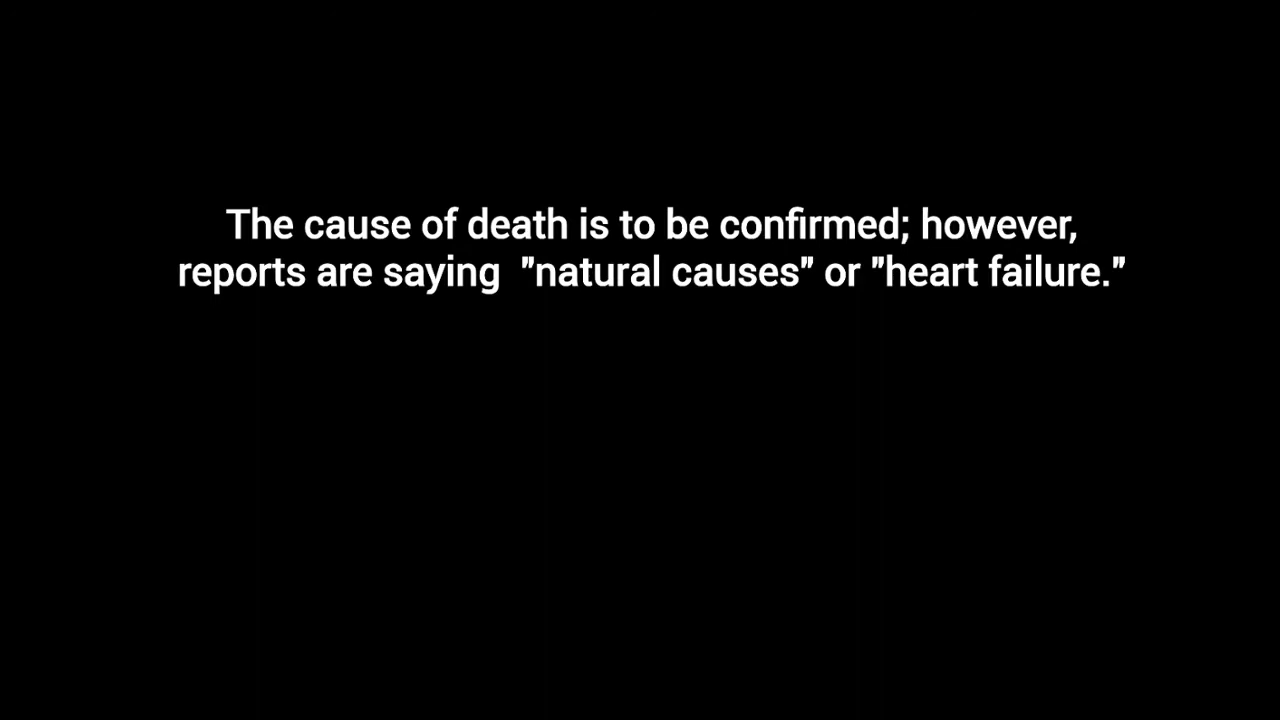 The cause of death is to be confirmed; however,
reports are saying  "natural causes" or "heart failure."